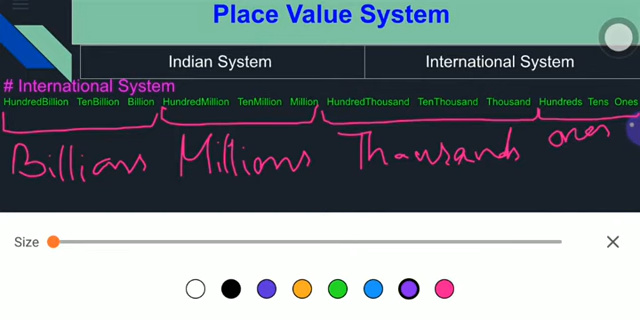 Place Value System
Indian System International System
# International System
HundredBillion TenBillion Billion HundredMillion TenMillion Million HundredThousand TenThousand Thousand Hundreds Tens Ones
Billions Millions Thousands ones
Size